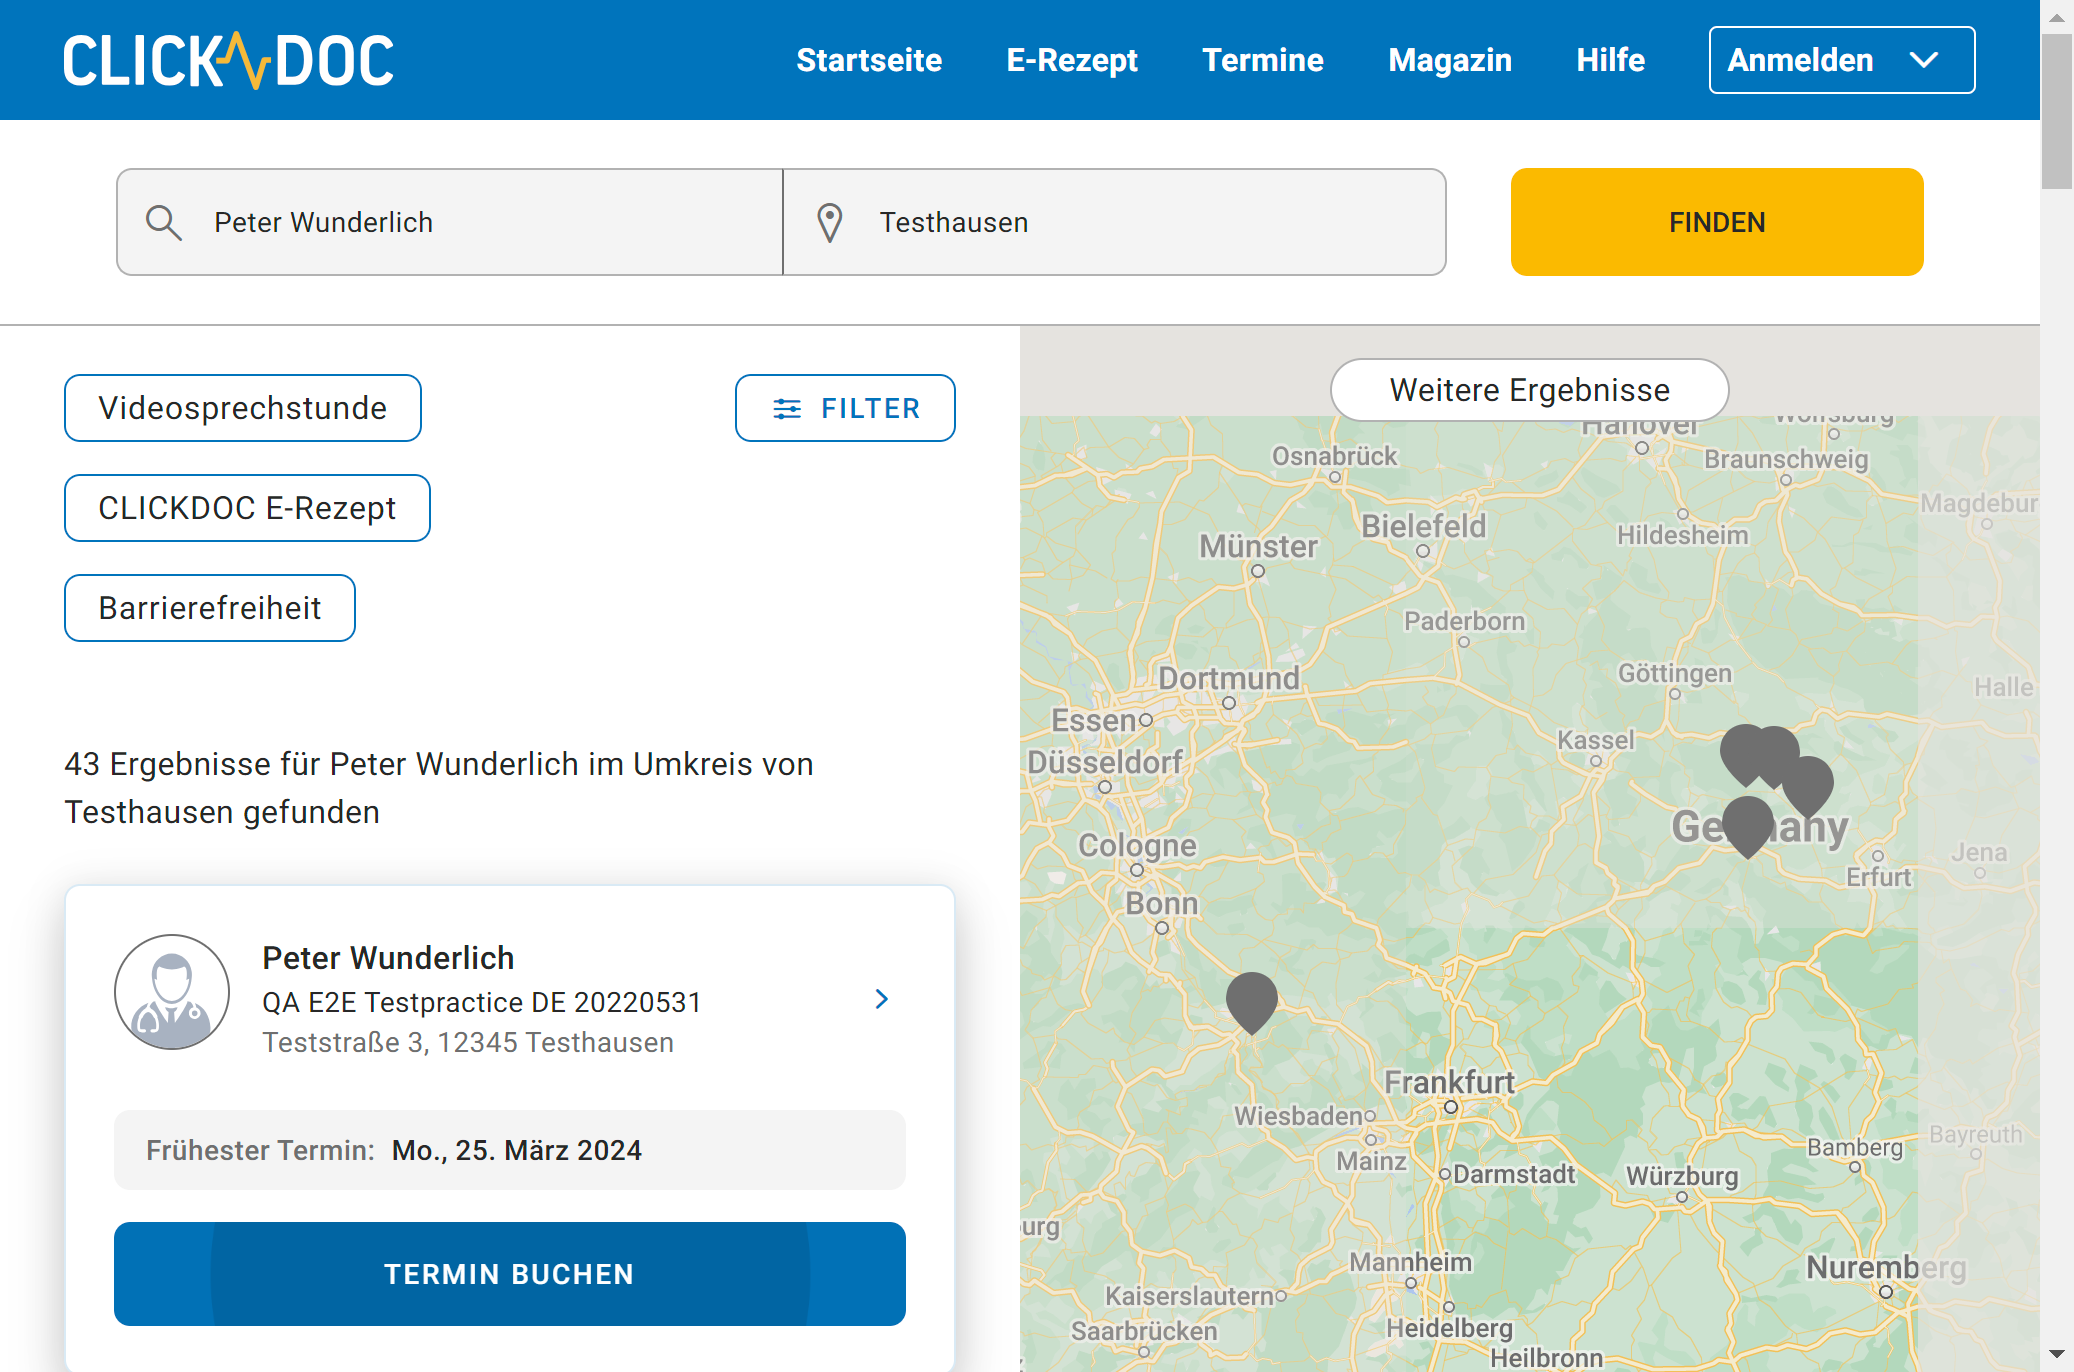 CLICKDOC
Startseite
E-Rezept
Termine
Magazin
Hilfe
Anmelden
Peter Wunderlich
Testhausen
FINDEN
Videosprechstunde
FILTER
CLICKDOC E-Rezept
Barrierefreiheit
43 Ergebnisse für Peter Wunderlich im Umkreis von
Testhausen gefunden
Peter Wunderlich
QA E2E Testpractice DE 20220531
Teststraße 3, 12345 Testhausen
Frühester Termin: Mo., 25. März 2024
TERMIN BUCHEN
Weitere Ergebnisse
Wolfsburg
Hanover
Osnabrück
Braunschweig
Magdebur
Bielefeld
Hildesheim
Münster
Paderborn
Göttingen
Dortmund
Halle
Essen
Kassel
Düsseldorf
Cologne
Jena
Erfurt
Bonn
Frankfurt
Wiesbaden
Bayreuth
Bamberg
Mainz
Darmstadt
Würzburg
urg
Mannheim
Nuremberg
Kaiserslautern
Saarbrücken
Heidelberg
Heilbronn